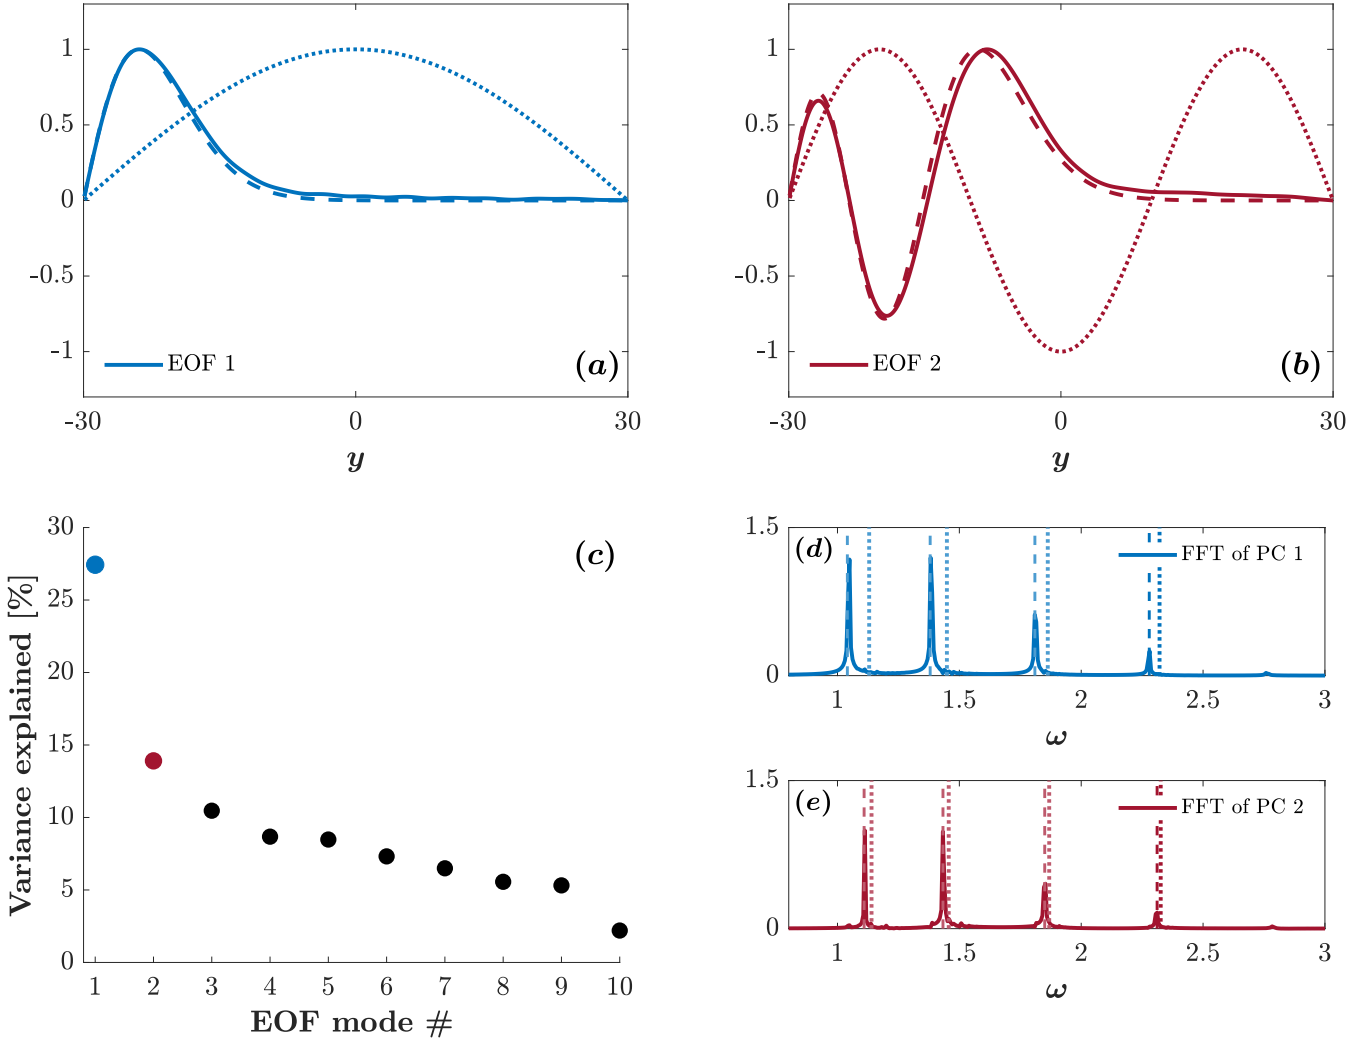 1
0.5
0
-0.5
-1
EOF 1
(a)
-30
0
30
y
1
0.5
0
-0.5
-1
EOF 2
(b)
-30
0
30
y
30
25
20
15
10
5
0
Variance explained [%]
(c)
1 2 3 4 5 6 7 8 9 10
EOF mode #
1.5
0
(d)
FFT of PC 1
1 1.5 2 2.5 3
ω
1.5
0
(e)
FFT of PC 2
1 1.5 2 2.5 3
ω